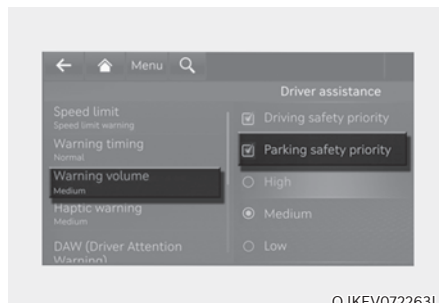 Menu
Driver assistance
Speed limit
Speed limit warning
Warning timing
Normal
Warning volume
Medium
Haptic warning
Medium
DAW (Driver Attention
Warning)
Driving safety priority
Parking safety priority
High
Medium
Low
OJKEV072263L